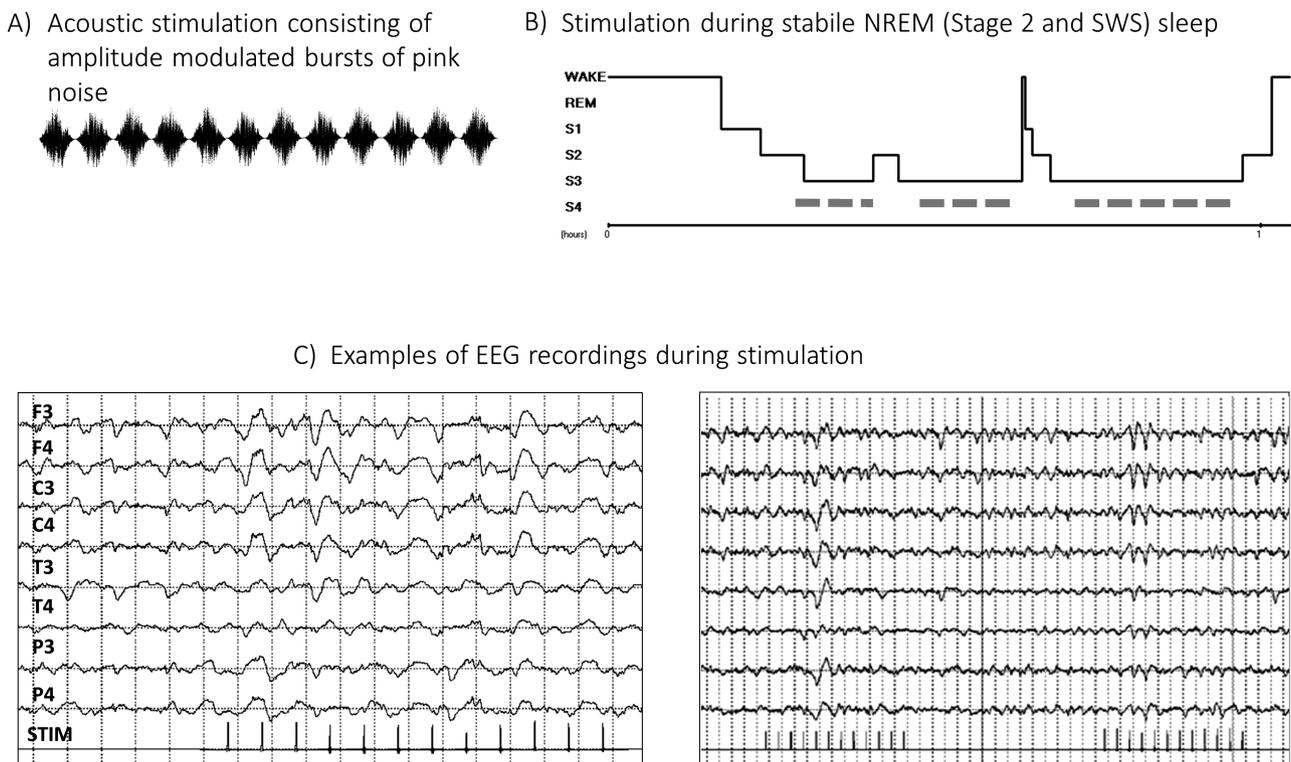 A) Acoustic stimulation consisting of
amplitude modulated bursts of pink
noise
B) Stimulation during stabile NREM (Stage 2 and SWS) sleep
WAKE
REM
S1
S2
S3
S4
(hours) 0 1
C) Examples of EEG recordings during stimulation
F3
F4
C3
C4
T3
T4
P3
P4
STIM